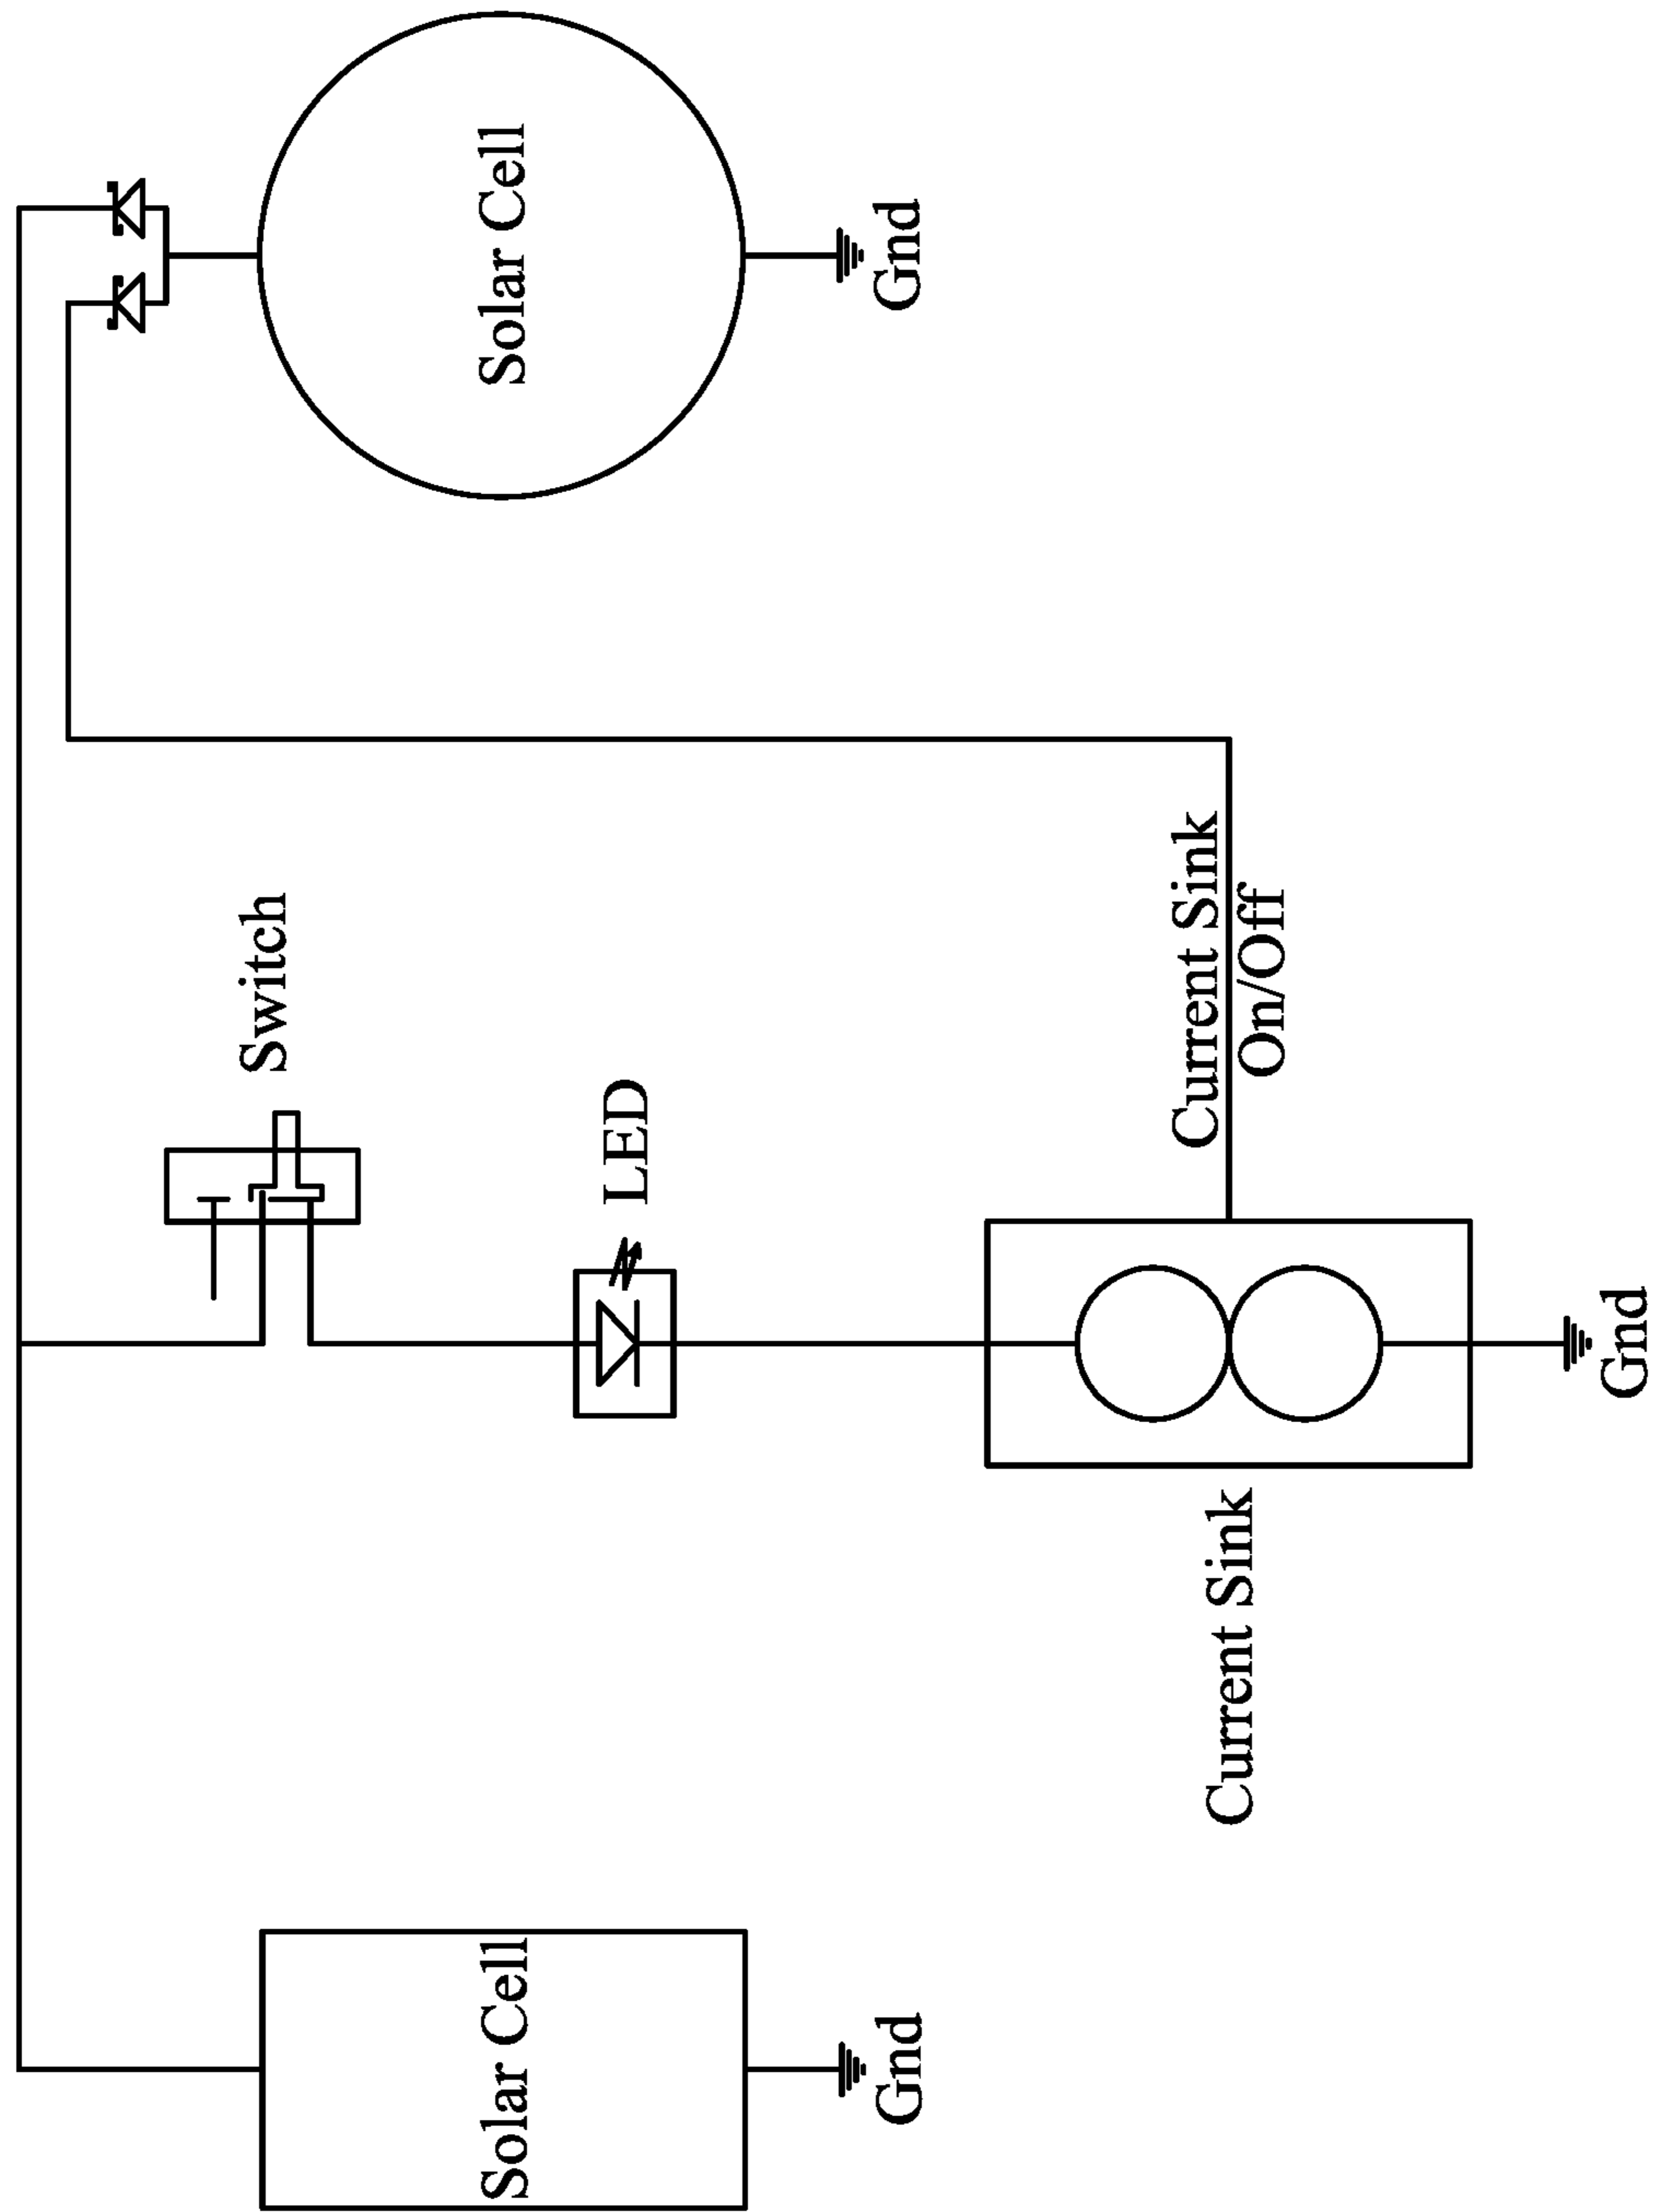 Solar Cell
Gnd
Switch
LED
Current Sink
On/Off
Current Sink
Gnd
Solar Cell
Gnd